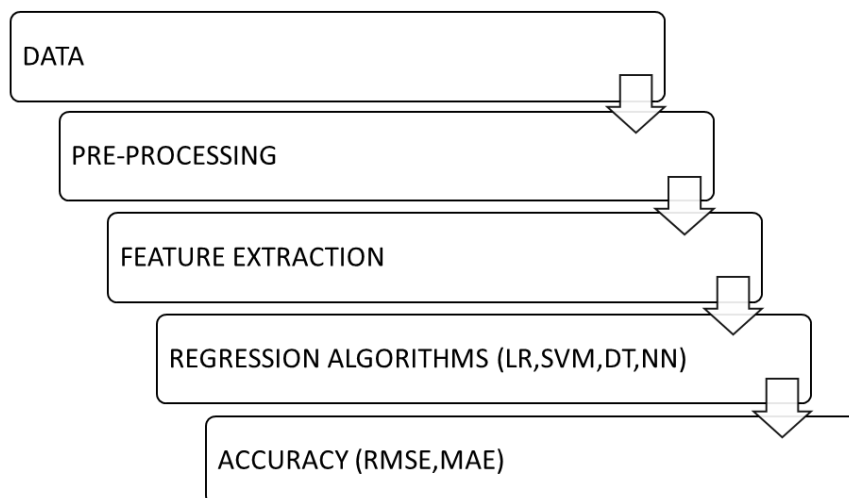 DATA
PRE-PROCESSING
FEATURE EXTRACTION
REGRESSION ALGORITHMS (LR,SVM,DT,NN)
ACCURACY (RMSE,MAE)